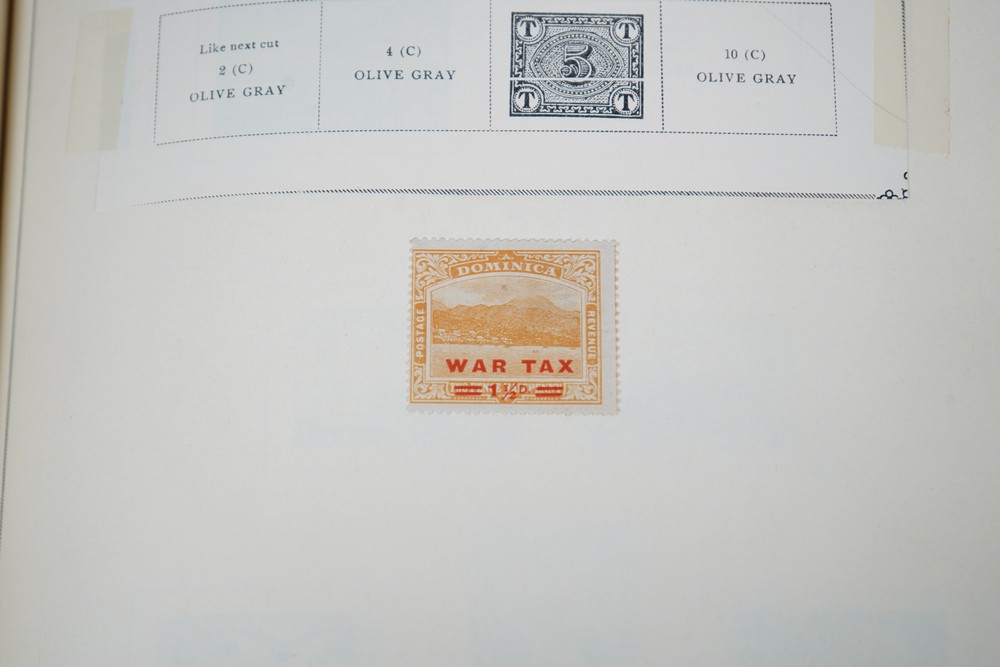 Like next cut
2 (C)
OLIVE GRAY
4 (C)
OLIVE GRAY
T T
5
T T
10 (C)
OLIVE GRAY
DOMINICA
POSTAGE
REVENUE
WAR TAX
1½D.